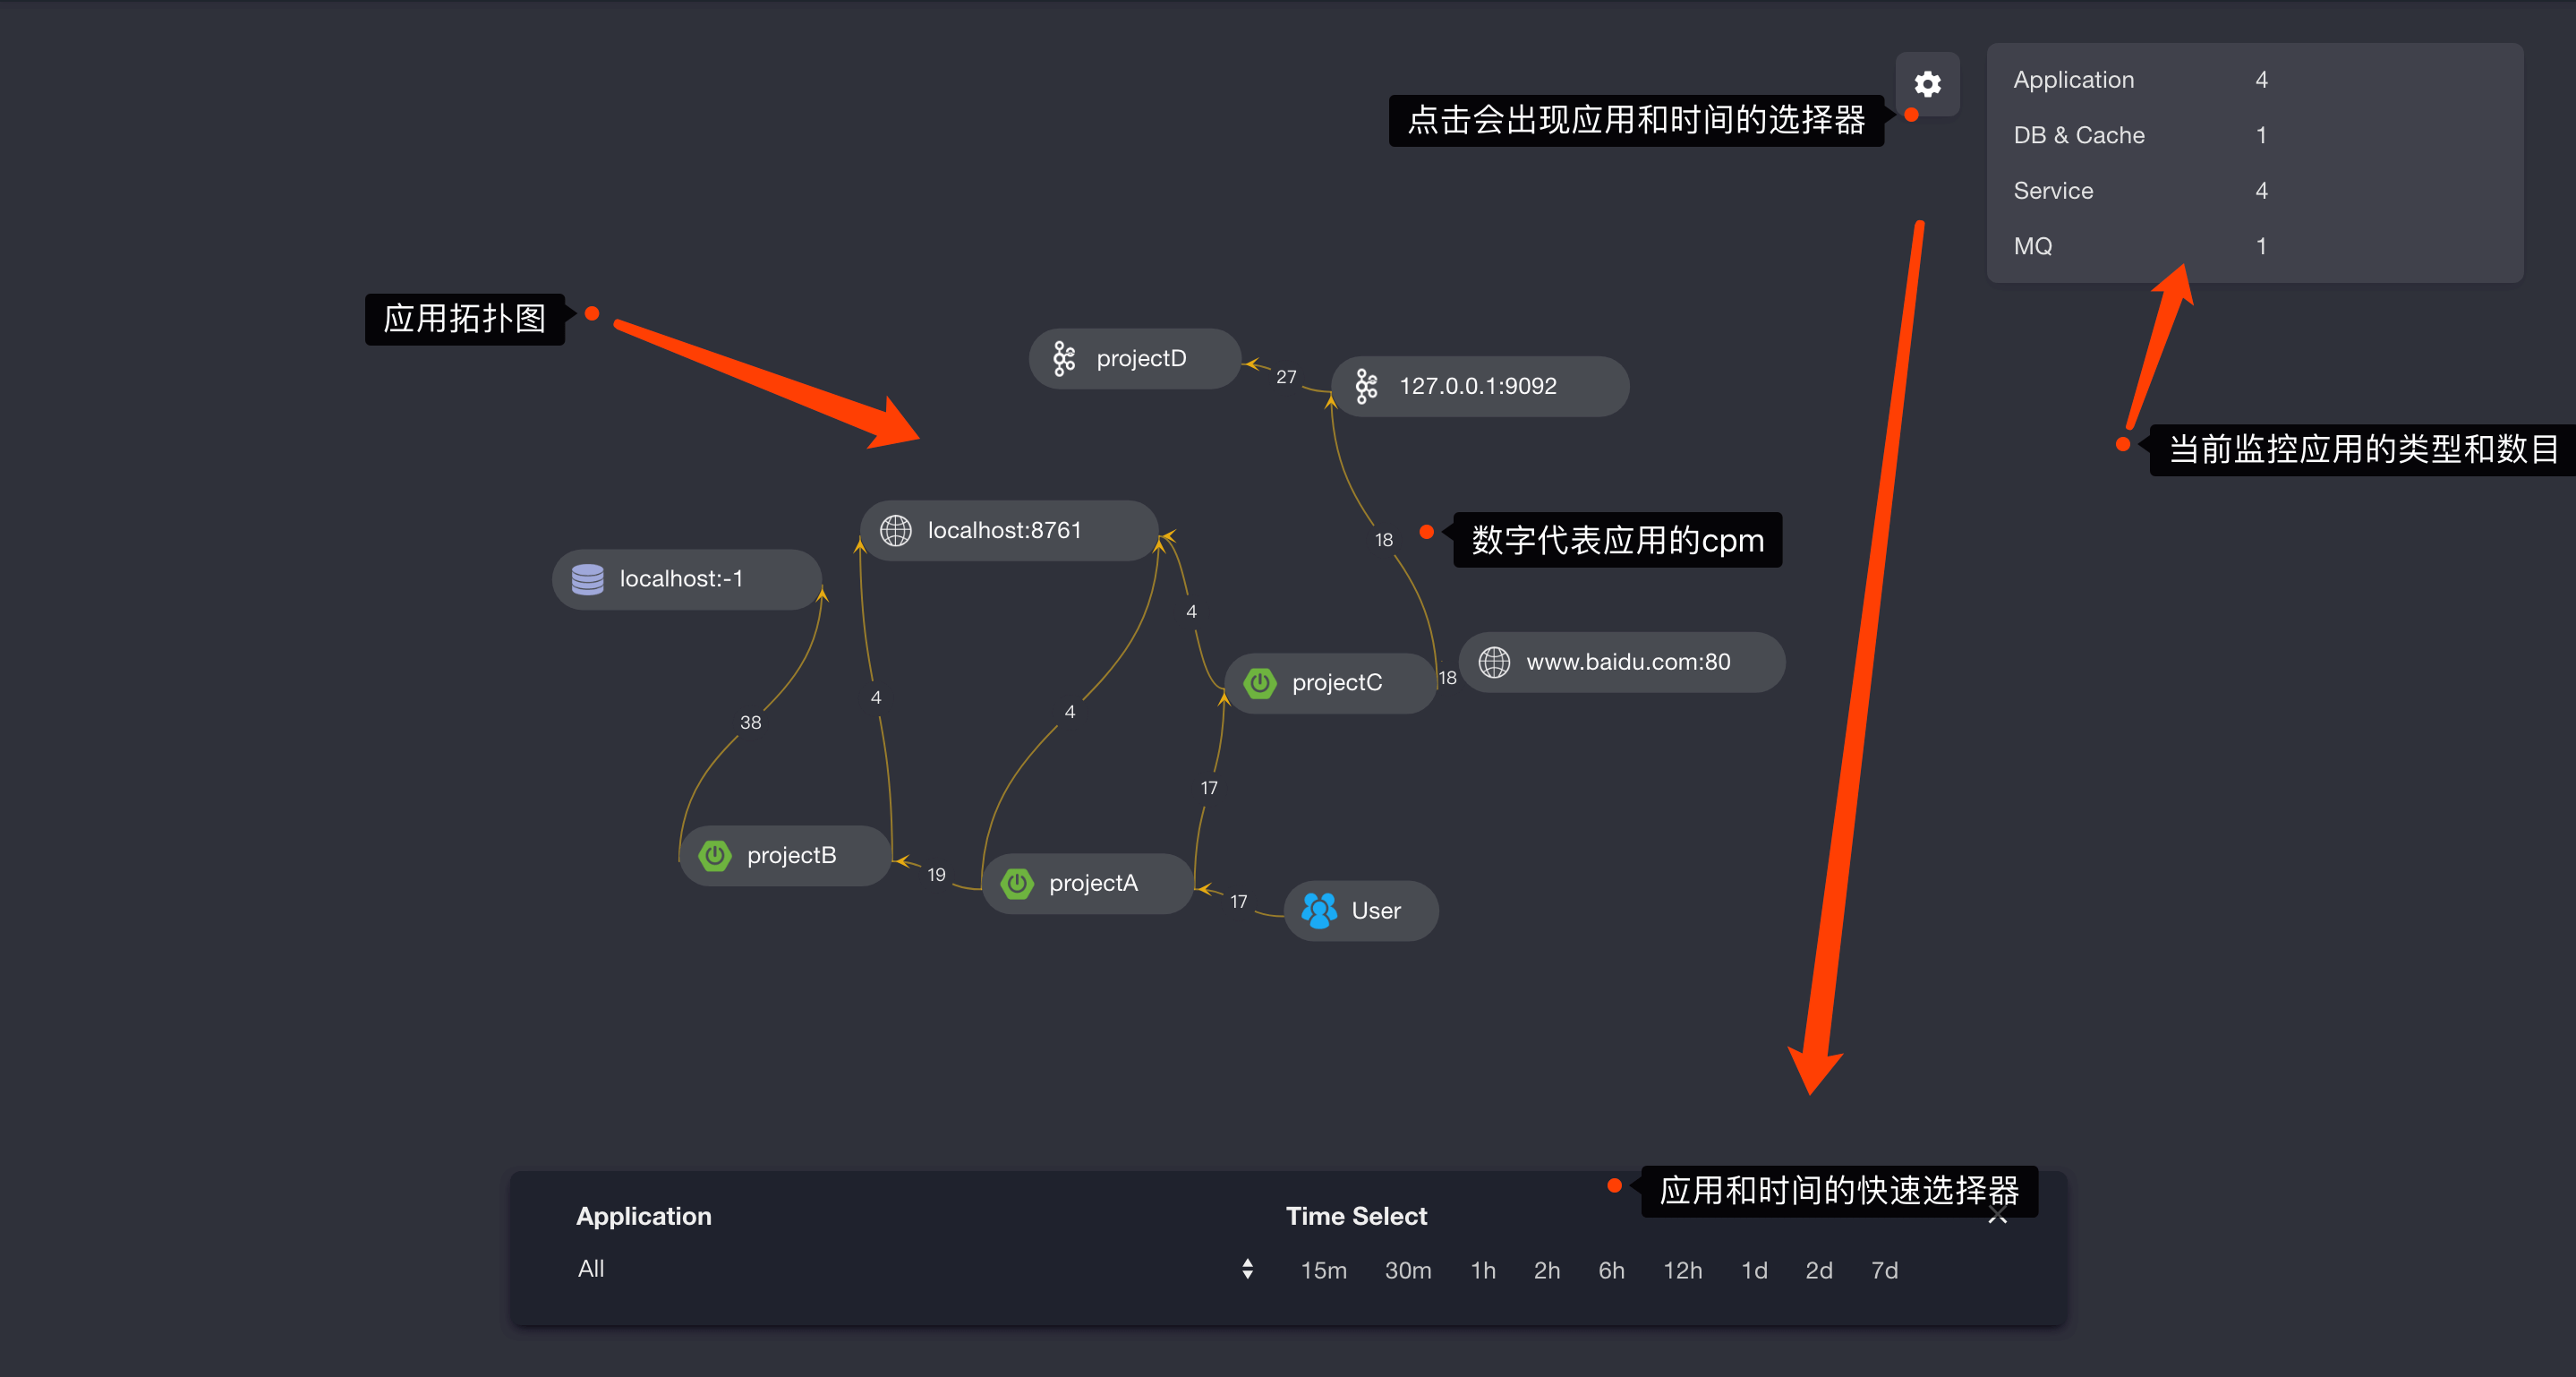 点击会出现应用和时间的选择器
Application 4
DB & Cache 1
Service 4
MQ 1
应用拓扑图
projectD
27
127.0.0.1:9092
当前监控应用的类型和数目
localhost:8761
18
数字代表应用的cpm
localhost:-1
4
www.baidu.com:80
projectC
18
4
4
38
17
projectB
19
projectA
17
User
应用和时间的快速选择器
Application
Time Select
All
15m 30m 1h 2h 6h 12h 1d 2d 7d